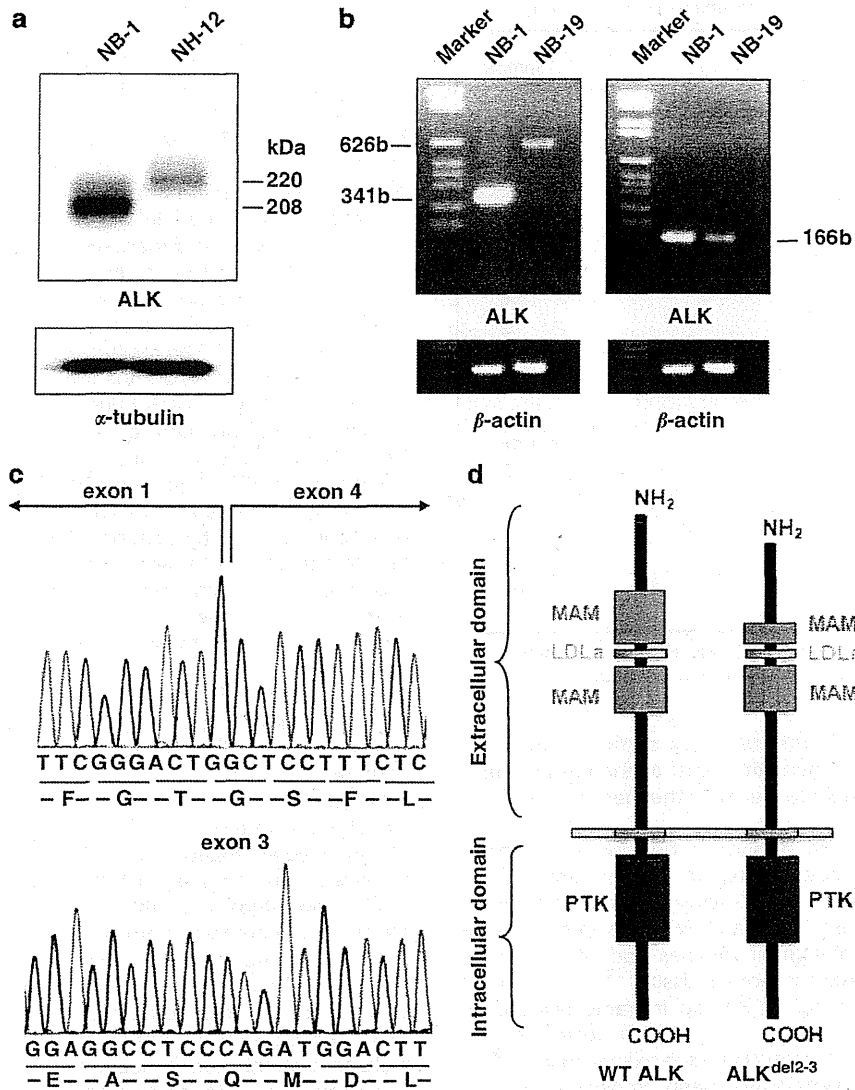 a
NB-1 NH-12
kDa
220
208
ALK
α-tubulin
b
Marker NB-1 NB-19
626b
341b
ALK
β-actin
Marker NB-1 NB-19
166b
ALK
β-actin
c
exon 1 exon 4
TTCGGGACTGGCTCCTTTCTC
–F––G––T––G––S––F––L–
exon 3
GGAGGCCTCCCAGATGGACTT
–E––A––S––Q––M––D––L–
d
Extracellular domain
Intracellular domain
NH2
MAM
LDLa
MAM
PTK
COOH
WT ALK
NH2
MAM
LDLa
MAM
PTK
COOH
ALKdel2-3